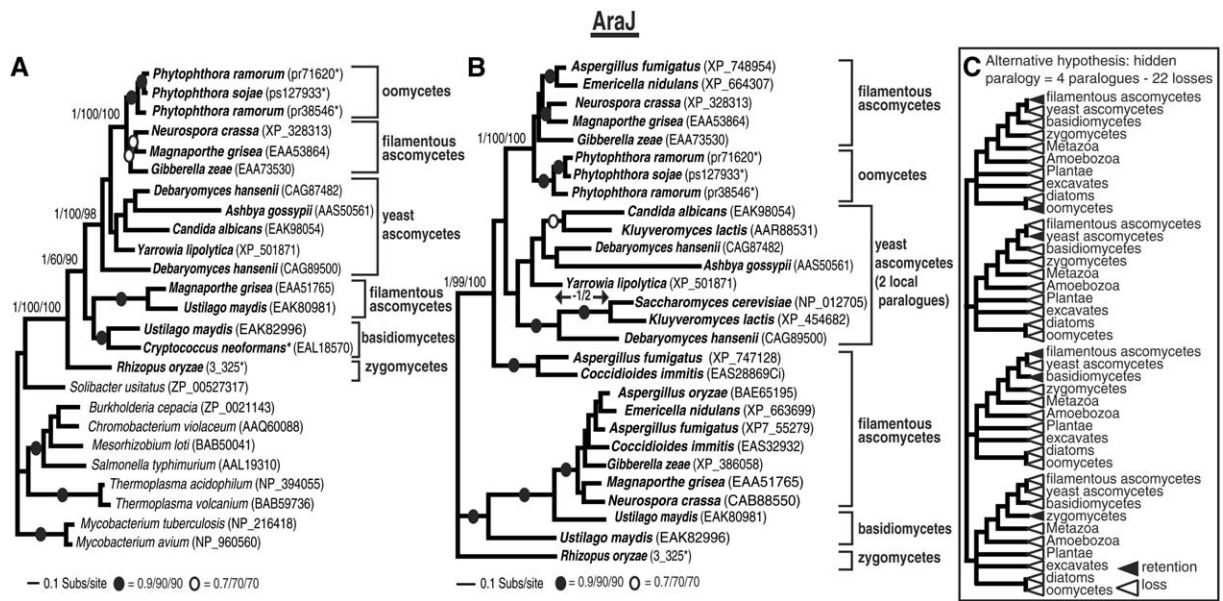 AraJ
A
Phytophthora ramorum (pr71620*)
Phytophthora sojae (ps127933*)
Phytophthora ramorum (pr38546*)
oomycetes
1/100/100
Neurospora crassa (XP_328313)
Magnaporthe grisea (EAA53864)
Gibberella zeae (EAA73530)
filamentous
ascomycetes
Debaryomyces hansenii (CAG87482)
Ashbya gossypii (AAS50561)
Candida albicans (EAK98054)
Yarrowia lipolytica (XP_501871)
Debaryomyces hansenii (CAG89500)
yeast
ascomycetes
1/100/98
1/60/90
Magnaporthe grisea (EAA51765)
Ustilago maydis (EAK80981)
filamentous
ascomycetes
1/100/100
Ustilago maydis (EAK82996)
Cryptococcus neoformans* (EAL18570)
basidiomycetes
Rhizopus oryzae (3_325*)
zygomycetes
Solibacter usitatus (ZP_00527317)
Burkholderia cepacia (ZP_0021143)
Chromobacterium violaceum (AAQ60088)
Mesorhizobium loti (BAB50041)
Salmonella typhimurium (AAL19310)
Thermoplasma acidophilum (NP_394055)
Thermoplasma volcanium (BAB59736)
Mycobacterium tuberculosis (NP_216418)
Mycobacterium avium (NP_960560)
0.1 Subs/site = 0.9/90/90 = 0.7/70/70
B
Aspergillus fumigatus (XP_748954)
Emericella nidulans (XP_664307)
Neurospora crassa (XP_328313)
Magnaporthe grisea (EAA53864)
Gibberella zeae (EAA73530)
filamentous
ascomycetes
1/100/100
Phytophthora ramorum (pr71620*)
Phytophthora sojae (ps127933*)
Phytophthora ramorum (pr38546*)
oomycetes
Candida albicans (EAK98054)
Kluyveromyces lactis (AAR88531)
Debaryomyces hansenii (CAG87482)
Ashbya gossypii (AAS50561)
Yarrowia lipolytica (XP_501871)
-1/2
Saccharomyces cerevisiae (NP_012705)
Kluyveromyces lactis (XP_454682)
Debaryomyces hansenii (CAG89500)
yeast
ascomycetes
(2 local
paralogues)
1/99/100
Aspergillus fumigatus (XP_747128)
Coccidioides immitis (EAS28869Ci)
Aspergillus oryzae (BAE65195)
Emericella nidulans (XP_663699)
Aspergillus fumigatus (XP7_55279)
Coccidioides immitis (EAS32932)
Gibberella zeae (XP_386058)
Magnaporthe grisea (EAA51765)
Neurospora crassa (CAB88550)
filamentous
ascomycetes
Ustilago maydis (EAK80981)
Ustilago maydis (EAK82996)
basidiomycetes
Rhizopus oryzae (3_325*)
zygomycetes
0.1 Subs/site = 0.9/90/90 = 0.7/70/70
C
Alternative hypothesis: hidden
paralogy = 4 paralogues - 22 losses
filamentous ascomycetes
yeast ascomycetes
basidiomycetes
zygomycetes
Metazoa
Amoebozoa
Plantae
excavates
diatoms
oomycetes
filamentous ascomycetes
yeast ascomycetes
basidiomycetes
zygomycetes
Metazoa
Amoebozoa
Plantae
excavates
diatoms
oomycetes
filamentous ascomycetes
yeast ascomycetes
basidiomycetes
zygomycetes
Metazoa
Amoebozoa
Plantae
excavates
diatoms
oomycetes
filamentous ascomycetes
yeast ascomycetes
basidiomycetes
zygomycetes
Metazoa
Amoebozoa
Plantae
excavates
diatoms
oomycetes
retention
loss